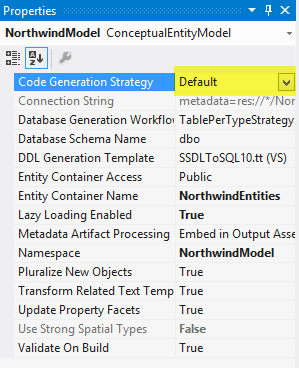 Properties
NorthwindModel ConceptualEntityModel
Code Generation Strategy Default
Connection String metadata=res://*/Nor
Database Generation Workflow TablePerTypeStrategy
Database Schema Name dbo
DDL Generation Template SSDLToSQL10.tt (VS)
Entity Container Access Public
Entity Container Name NorthwindEntities
Lazy Loading Enabled True
Metadata Artifact Processing Embed in Output Asse
Namespace NorthwindModel
Pluralize New Objects True
Transform Related Text Temp True
Update Property Facets True
Use Strong Spatial Types False
Validate On Build True